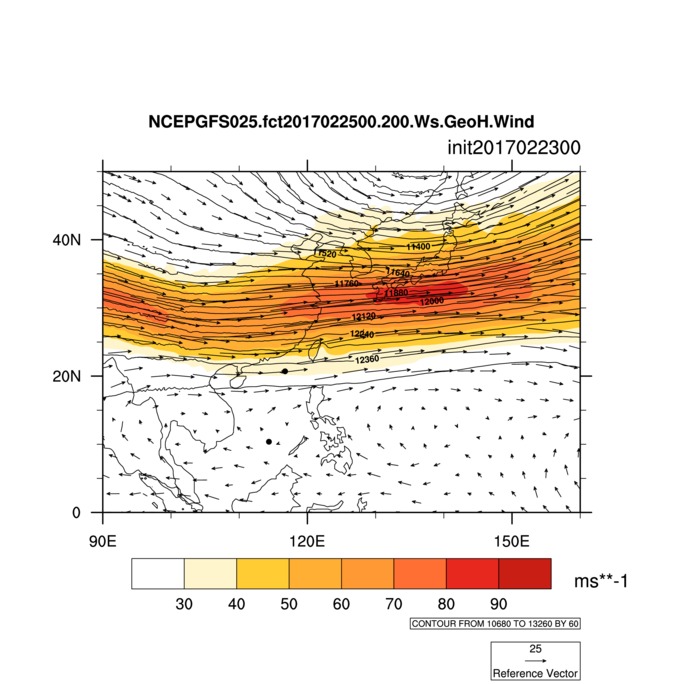 NCEPGFS025.fct2017022500.200.Ws.GeoH.Wind
init2017022300
40N
20N
0
11520
11400
11640
11760
11880
12000
12120
12240
12360
90E
120E
150E
30 40 50 60 70 80 90
ms**-1
CONTOUR FROM 10680 TO 13260 BY 60
25
Reference Vector